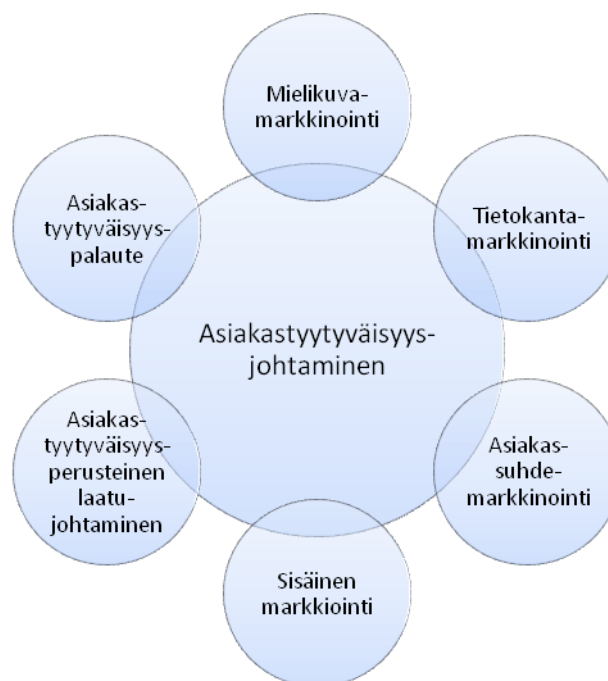 Mielikuva-
markkinointi
Asiakas-
tyytyväisyys-
palaute
Tietokanta-
markkinointi
Asiakastyytyväisyys-
johtaminen
Asiakas-
tyytyväisyys-
perusteinen
laatu-
johtaminen
Asiakas-
suhde-
markkinointi
Sisäinen
markkiointi